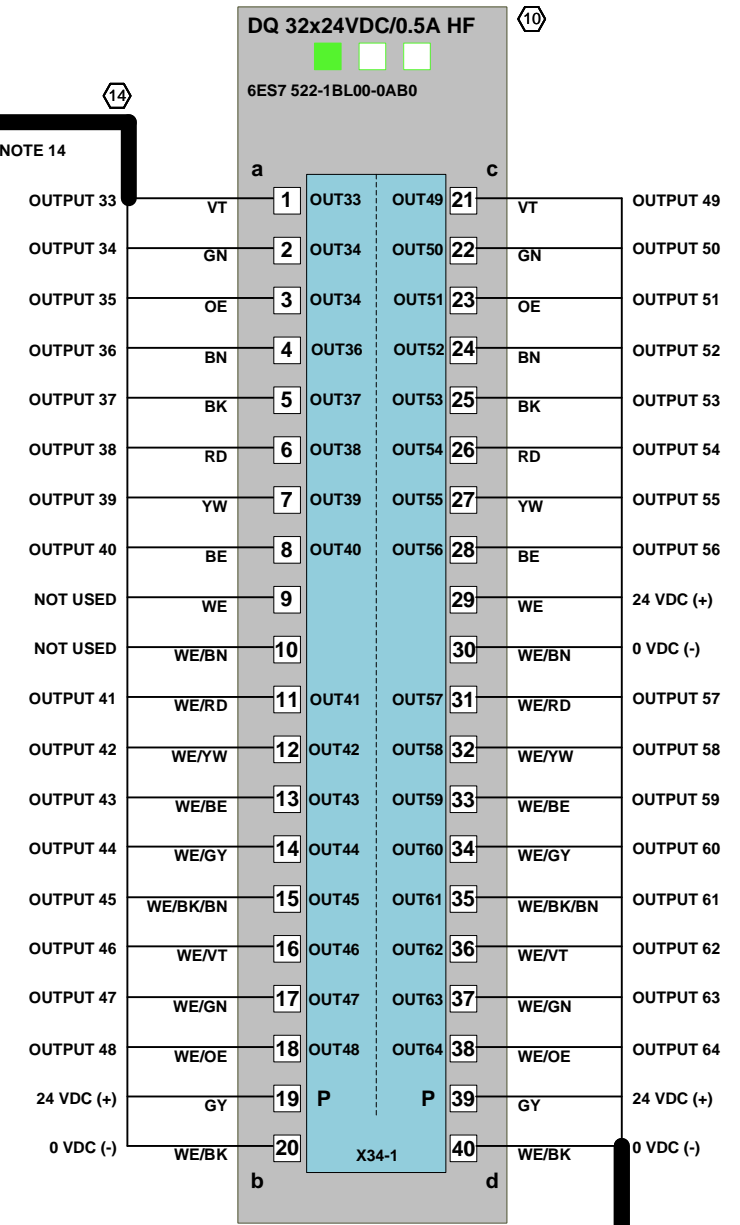 DQ 32x24VDC/0.5A HF 10
6ES7 522-1BL00-0AB0
14
NOTE 14
a c
OUTPUT 33 VT 1 OUT33 OUT49 21 VT OUTPUT 49
OUTPUT 34 GN 2 OUT34 OUT50 22 GN OUTPUT 50
OUTPUT 35 OE 3 OUT34 OUT51 23 OE OUTPUT 51
OUTPUT 36 BN 4 OUT36 OUT52 24 BN OUTPUT 52
OUTPUT 37 BK 5 OUT37 OUT53 25 BK OUTPUT 53
OUTPUT 38 RD 6 OUT38 OUT54 26 RD OUTPUT 54
OUTPUT 39 YW 7 OUT39 OUT55 27 YW OUTPUT 55
OUTPUT 40 BE 8 OUT40 OUT56 28 BE OUTPUT 56
NOT USED WE 9 29 WE 24 VDC (+)
NOT USED WE/BN 10 30 WE/BN 0 VDC (-)
OUTPUT 41 WE/RD 11 OUT41 OUT57 31 WE/RD OUTPUT 57
OUTPUT 42 WE/YW 12 OUT42 OUT58 32 WE/YW OUTPUT 58
OUTPUT 43 WE/BE 13 OUT43 OUT59 33 WE/BE OUTPUT 59
OUTPUT 44 WE/GY 14 OUT44 OUT60 34 WE/GY OUTPUT 60
OUTPUT 45 WE/BK/BN 15 OUT45 OUT61 35 WE/BK/BN OUTPUT 61
OUTPUT 46 WE/VT 16 OUT46 OUT62 36 WE/VT OUTPUT 62
OUTPUT 47 WE/GN 17 OUT47 OUT63 37 WE/GN OUTPUT 63
OUTPUT 48 WE/OE 18 OUT48 OUT64 38 WE/OE OUTPUT 64
24 VDC (+) GY 19 P P 39 GY 24 VDC (+)
0 VDC (-) WE/BK 20 X34-1 40 WE/BK 0 VDC (-)
b d